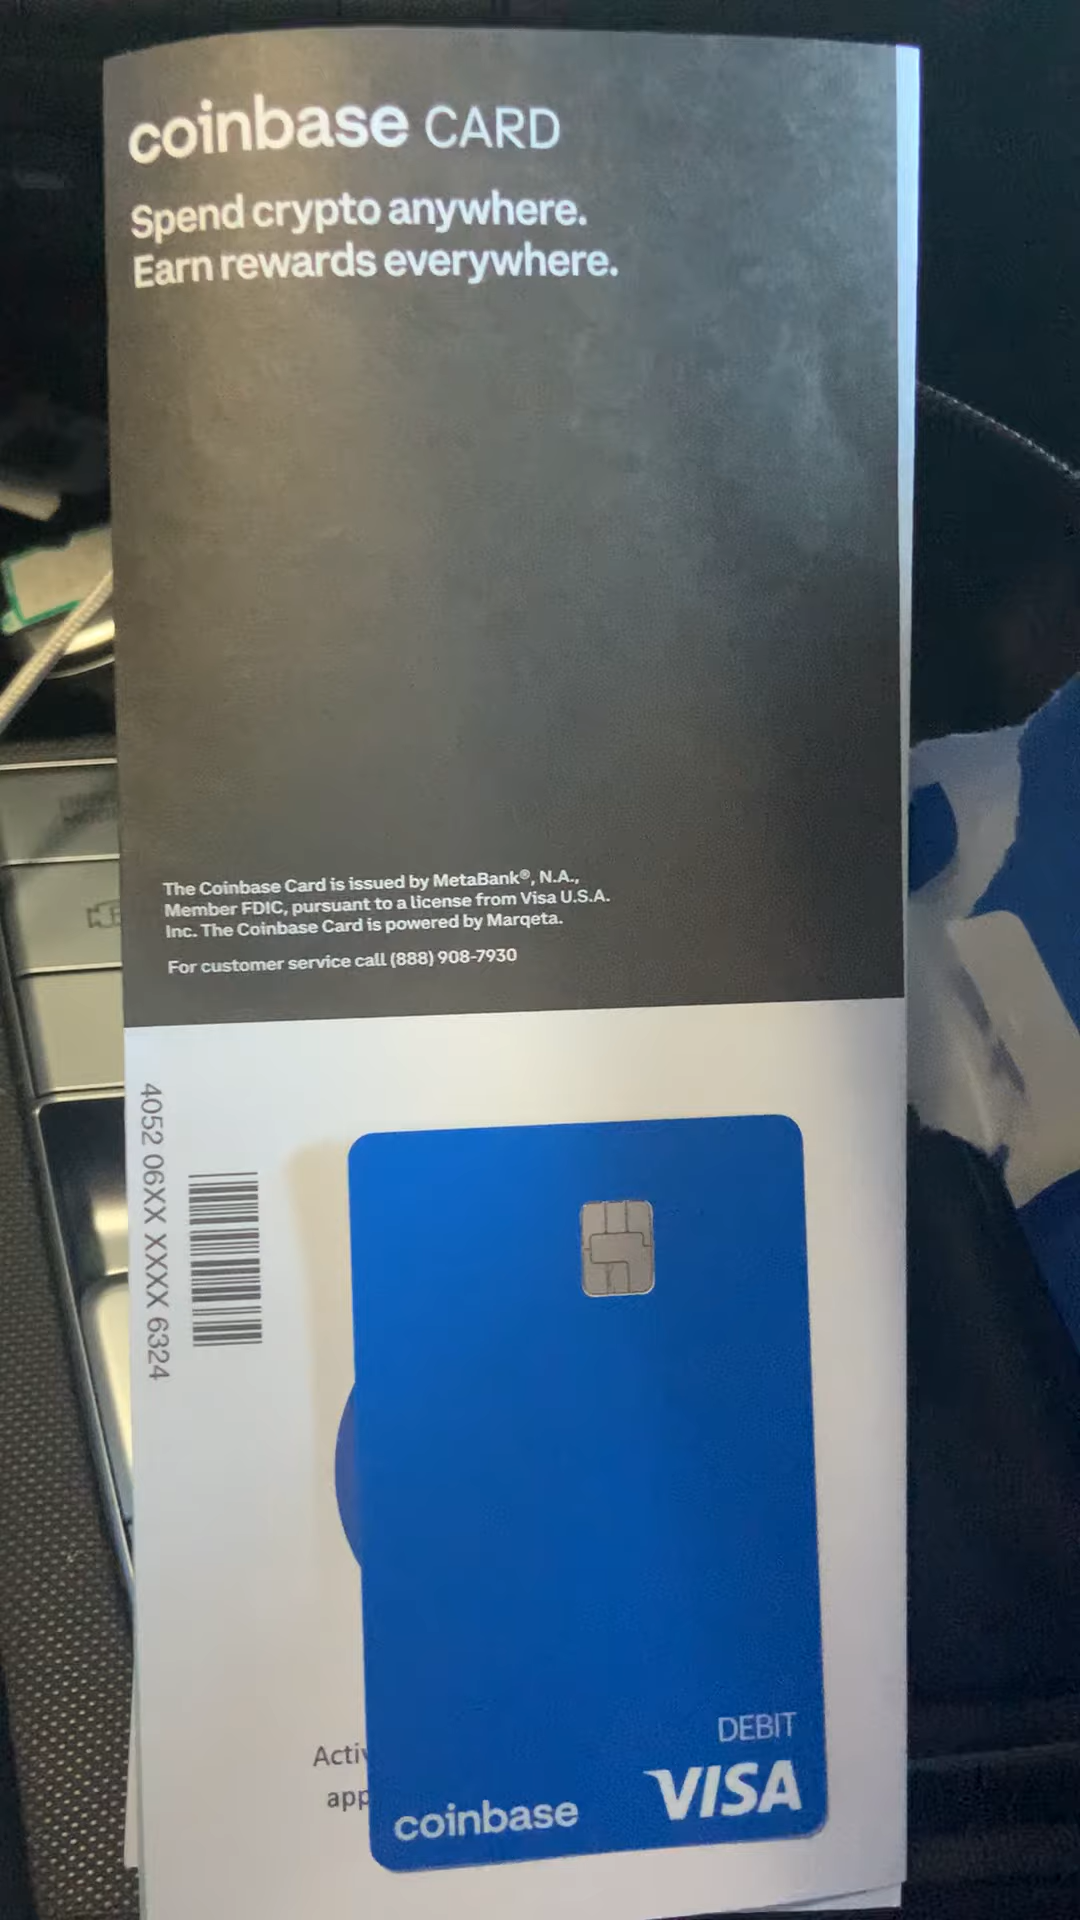 coinbase CARD
Spend crypto anywhere.
Earn rewards everywhere.
The Coinbase Card is issued by MetaBank®, N.A.,
Member FDIC, pursuant to a license from Visa U.S.A.
Inc. The Coinbase Card is powered by Marqeta.
For customer service call (888) 908-7930
4052 06XX XXXX 6324
Activ
app
DEBIT
VISA
coinbase